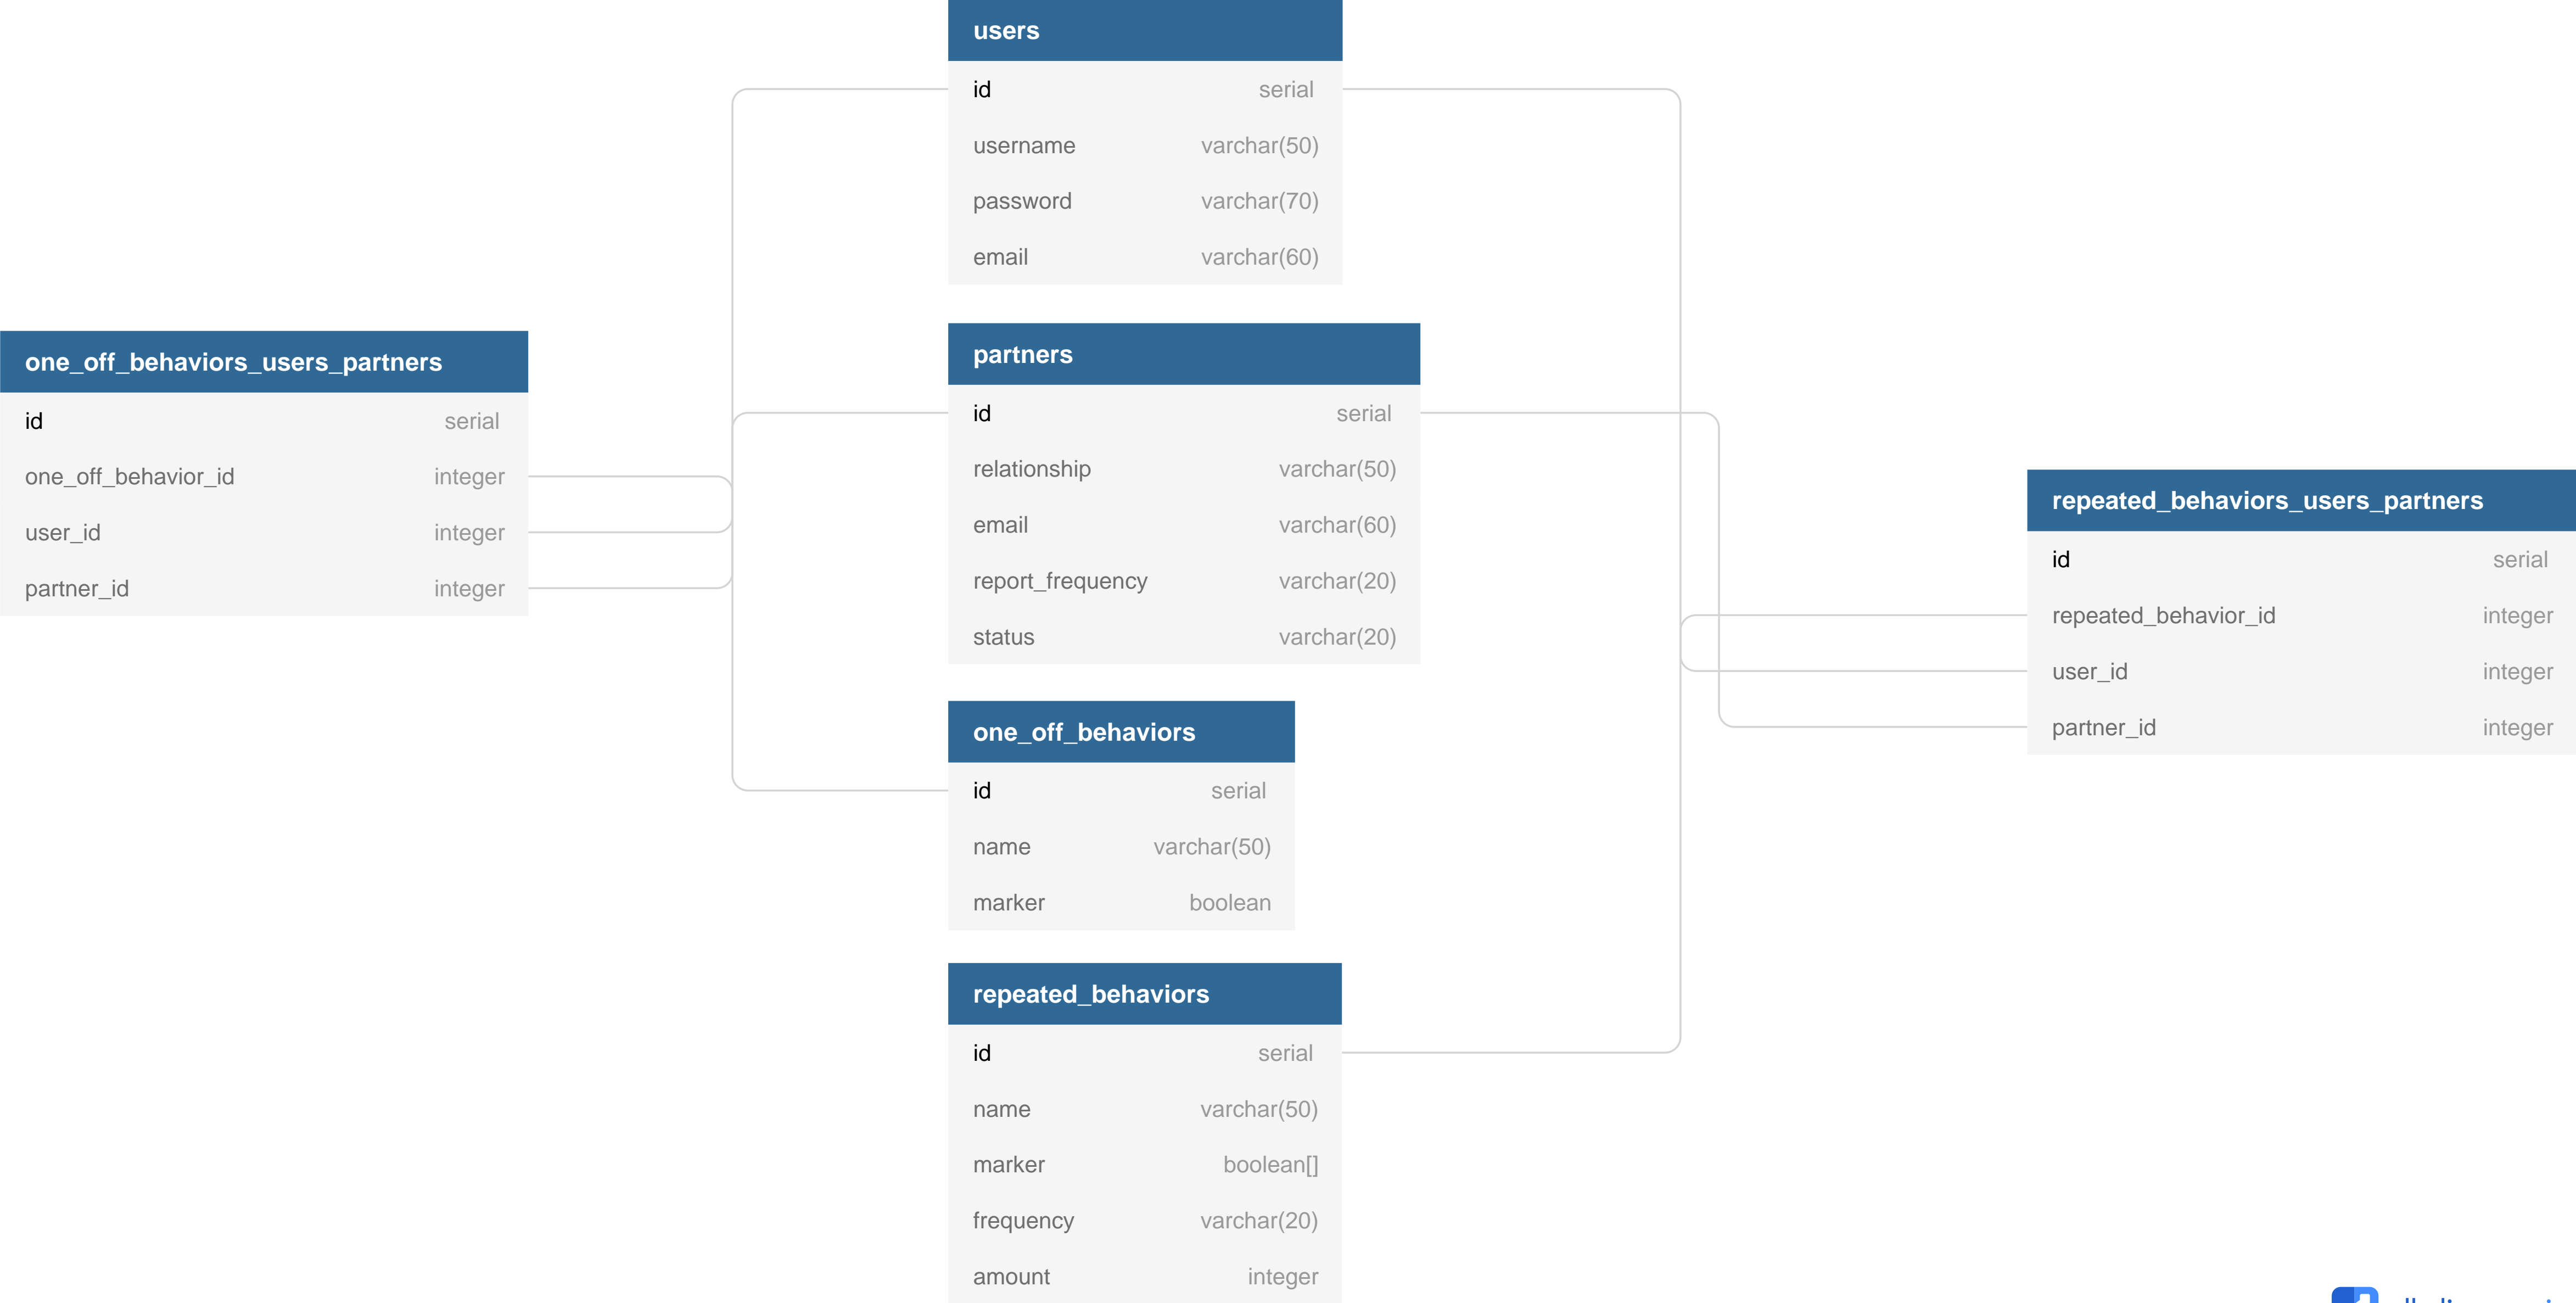 users
id serial
username varchar(50)
password varchar(70)
email varchar(60)
one_off_behaviors_users_partners
id serial
one_off_behavior_id integer
user_id integer
partner_id integer
partners
id serial
relationship varchar(50)
email varchar(60)
report_frequency varchar(20)
status varchar(20)
repeated_behaviors_users_partners
id serial
repeated_behavior_id integer
user_id integer
partner_id integer
one_off_behaviors
id serial
name varchar(50)
marker boolean
repeated_behaviors
id serial
name varchar(50)
marker boolean[]
frequency varchar(20)
amount integer